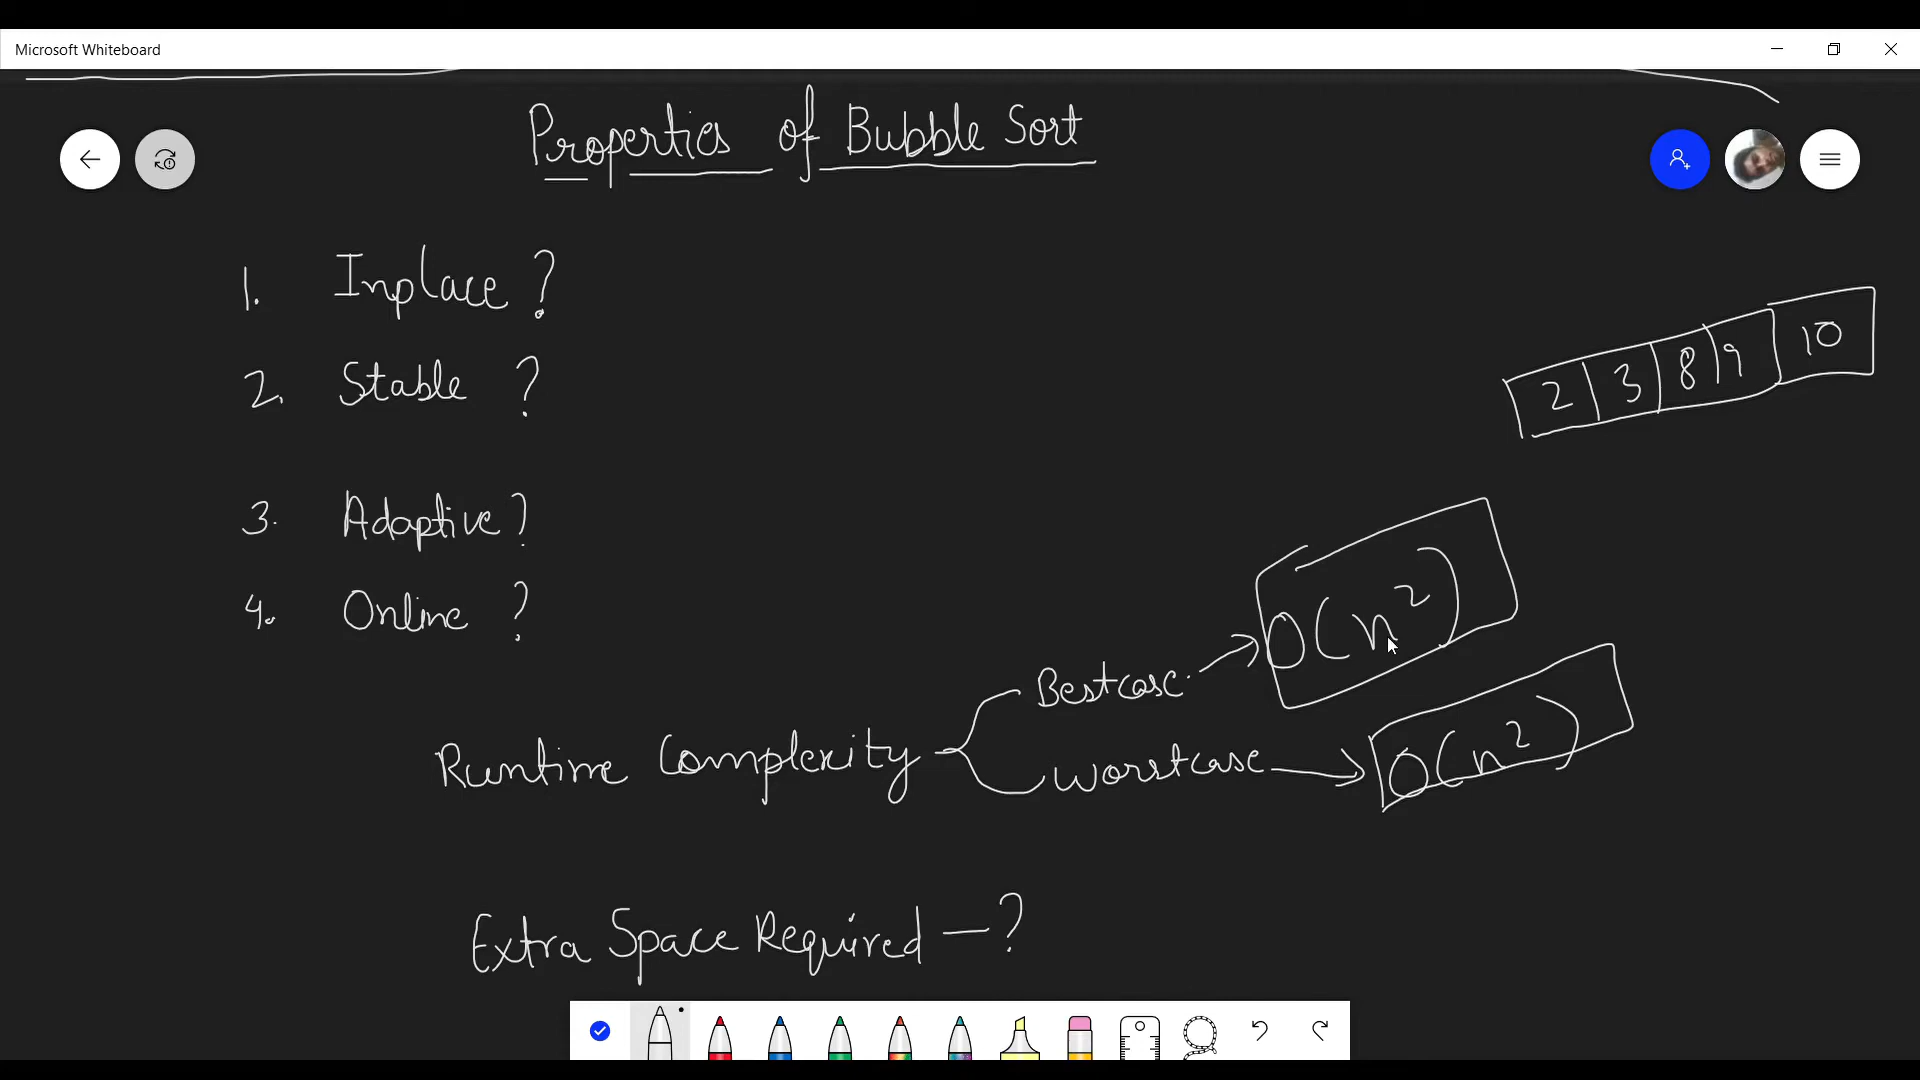 Microsoft Whiteboard
Properties of Bubble Sort
1. Inplace ?
2. Stable ?
2 3 8 9 10
3. Adaptive ?
4. Online ?
O(n²)
Bestcase
Runtime Complexity
Worstcase O(n²)
Extra Space Required — ?